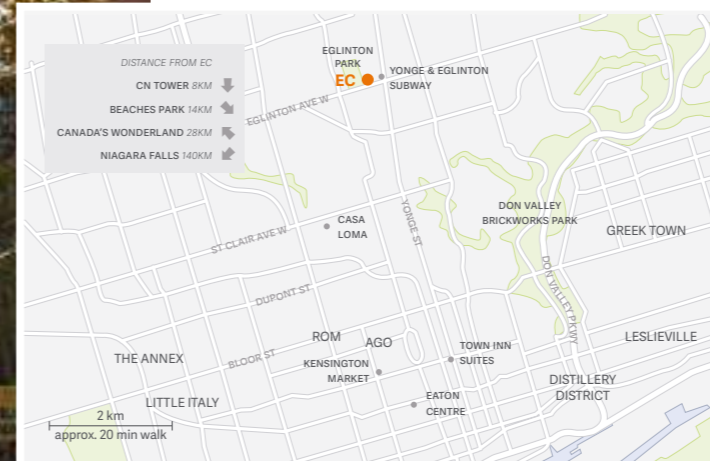 DISTANCE FROM EC
CN TOWER 8KM
BEACHES PARK 14KM
CANADA'S WONDERLAND 28KM
NIAGARA FALLS 140KM
EGLINTON
PARK
EC
YONGE & EGLINTON
SUBWAY
EGLINTON AVE W
CASA
LOMA
ST CLAIR AVE W
YONGE ST
DON VALLEY
BRICKWORKS PARK
GREEK TOWN
DON VALLEY PKWY
DUPONT ST
ROM
AGO
BLOOR ST
THE ANNEX
KENSINGTON
MARKET
TOWN INN
SUITES
LESLIEVILLE
LITTLE ITALY
EATON
CENTRE
DISTILLERY
DISTRICT
2 km
approx. 20 min walk